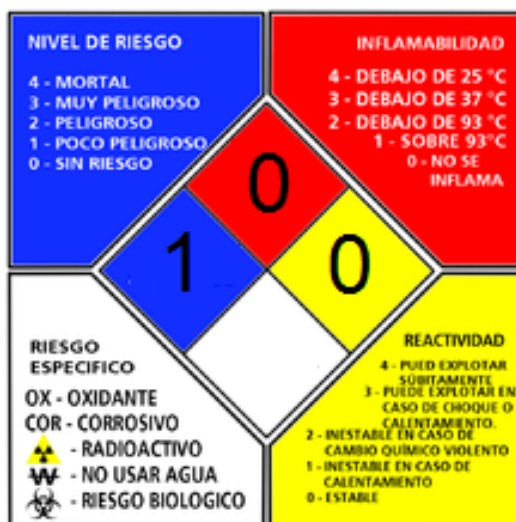 NIVEL DE RIESGO
4 - MORTAL
3 - MUY PELIGROSO
2 - PELIGROSO
1 - POCO PELIGROSO
0 - SIN RIESGO
INFLAMABILIDAD
4 - DEBAJO DE 25 °C
3 - DEBAJO DE 37 °C
2 - DEBAJO DE 93 °C
1 - SOBRE 93°C
0 - NO SE
INFLAMA
0
1
0
RIESGO
ESPECIFICO
OX - OXIDANTE
COR - CORROSIVO
- RADIOACTIVO
W - NO USAR AGUA
- RIESGO BIOLOGICO
REACTIVIDAD
4 - PUED EXPLOTAR
SÚBITAMENTE
3 - PUEDE EXPLOTAR EN
CASO DE CHOQUE O
CALENTAMIENTO.
2 - INESTABLE EN CASO DE
CAMBIO QUÍMICO VIOLENTO
1 - INESTABLE EN CASO DE
CALENTAMIENTO
0 - ESTABLE